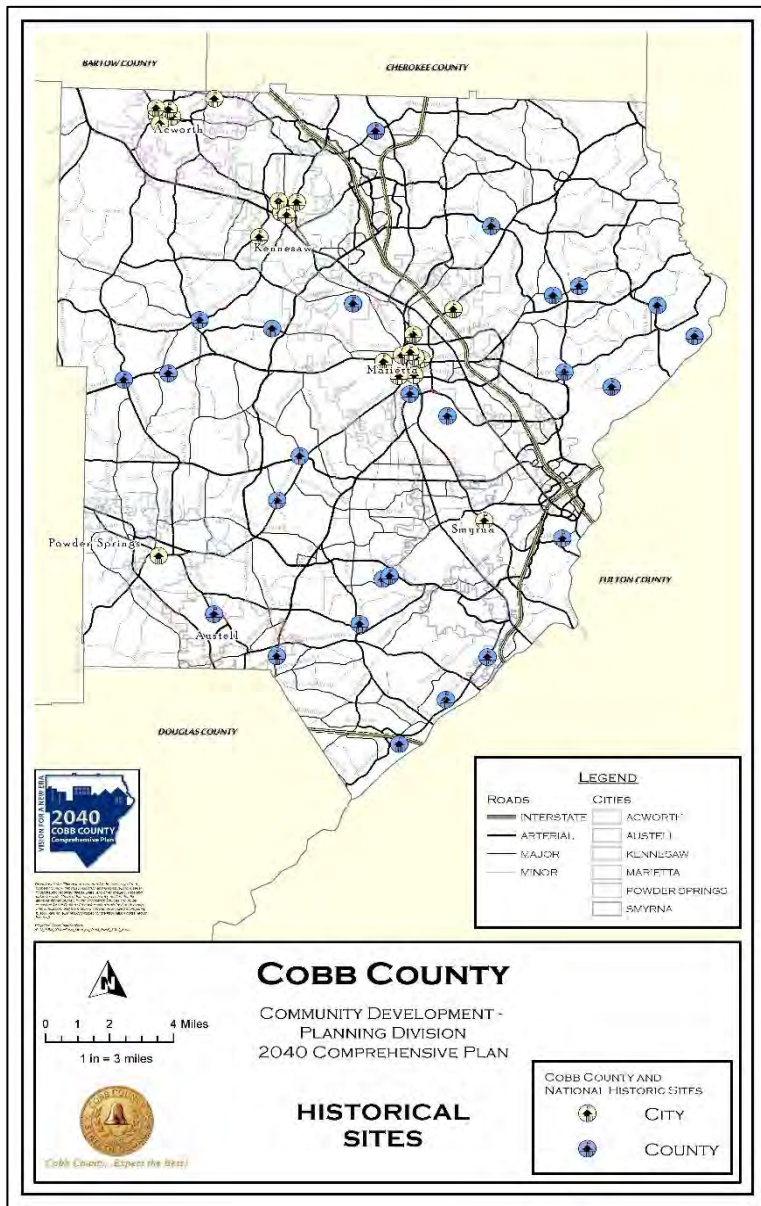 BARTOW COUNTY
CHEROKEE COUNTY
Acworth
Kennesaw
Marietta
Smyrna
Powder Springs
FULTON COUNTY
Austell
DOUGLAS COUNTY
VISION FOR A NEW ERA
2040
COBB COUNTY
Comprehensive Plan
LEGEND
ROADS
INTERSTATE
ARTERIAL
MAJOR
MINOR
CITIES
ACWORTH
AUSTELL
KENNESAW
MARIETTA
POWDER SPRINGS
SMYRNA
N
0 1 2 4 Miles
1 in = 3 miles
COBB COUNTY
Cobb County...Expect the Best!
COBB COUNTY
COMMUNITY DEVELOPMENT -
PLANNING DIVISION
2040 COMPREHENSIVE PLAN
HISTORICAL
SITES
COBB COUNTY AND
NATIONAL HISTORIC SITES
CITY
COUNTY